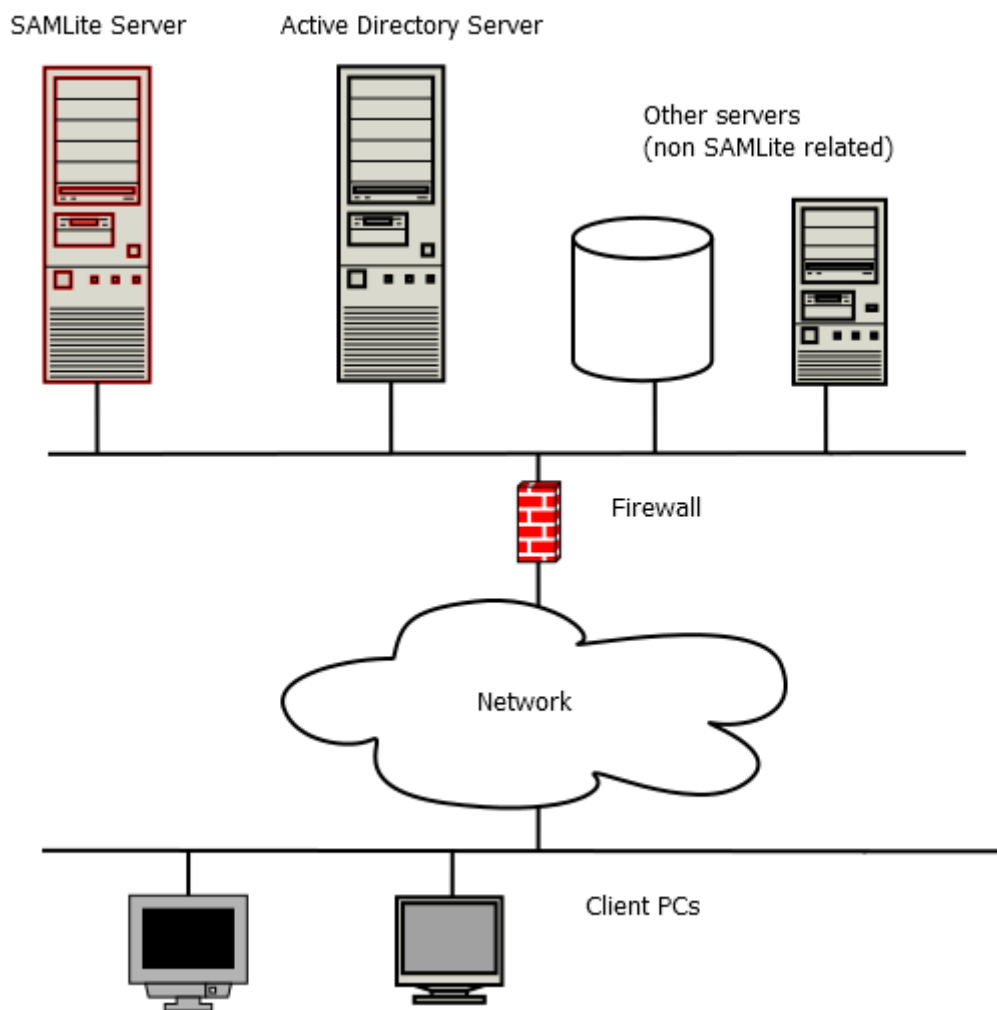 SAMLite Server
Active Directory Server
Other servers
(non SAMLite related)
Firewall
Network
Client PCs